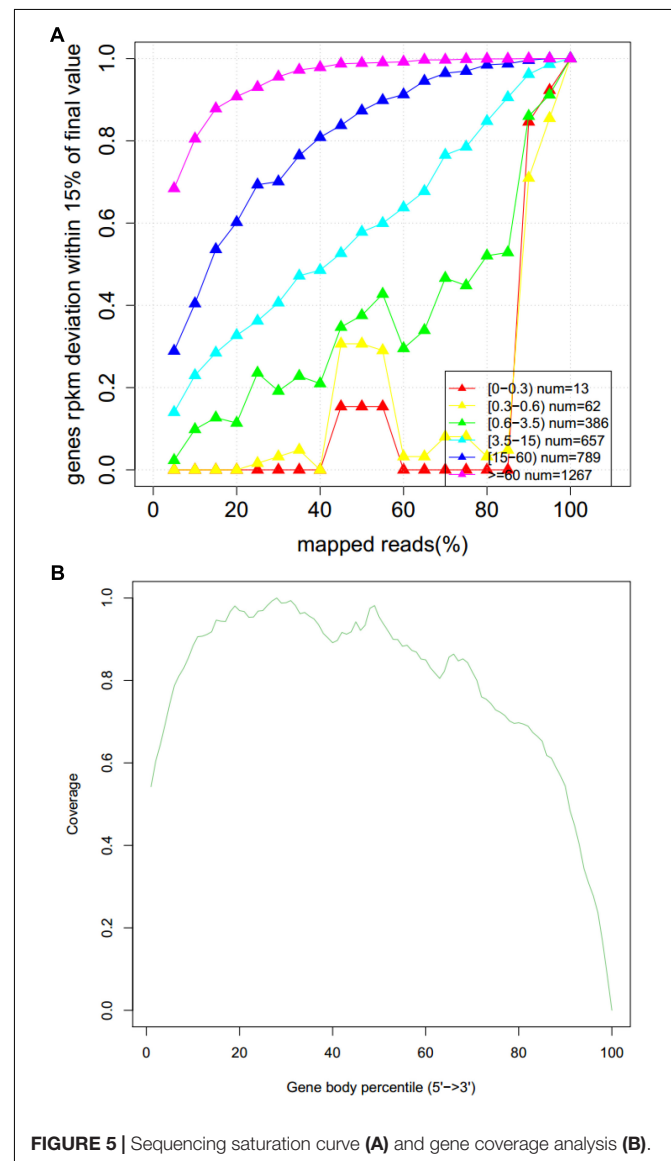 A
genes rpkm deviation within 15% of final value
1.0
0.8
0.6
0.4
0.2
0.0
[0−0.3) num=13
[0.3−0.6) num=62
[0.6−3.5) num=386
[3.5−15) num=657
[15−60) num=789
>=60 num=1267
0 20 40 60 80 100
mapped reads(%)
B
Coverage
1.0
0.8
0.6
0.4
0.2
0.0
0 20 40 60 80 100
Gene body percentile (5'−>3')
FIGURE 5 | Sequencing saturation curve (A) and gene coverage analysis (B).